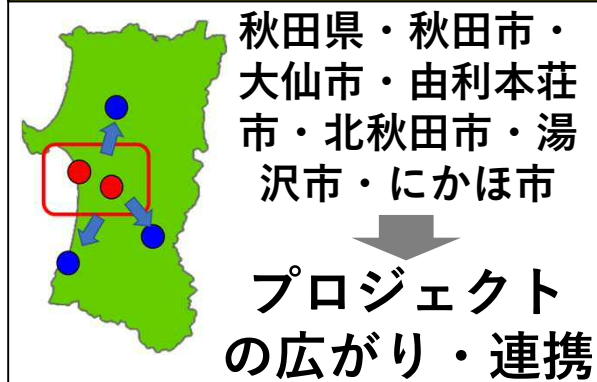 秋田県・秋田市・
大仙市・由利本荘
市・北秋田市・湯
沢市・にかほ市
プロジェクト
の広がり・連携